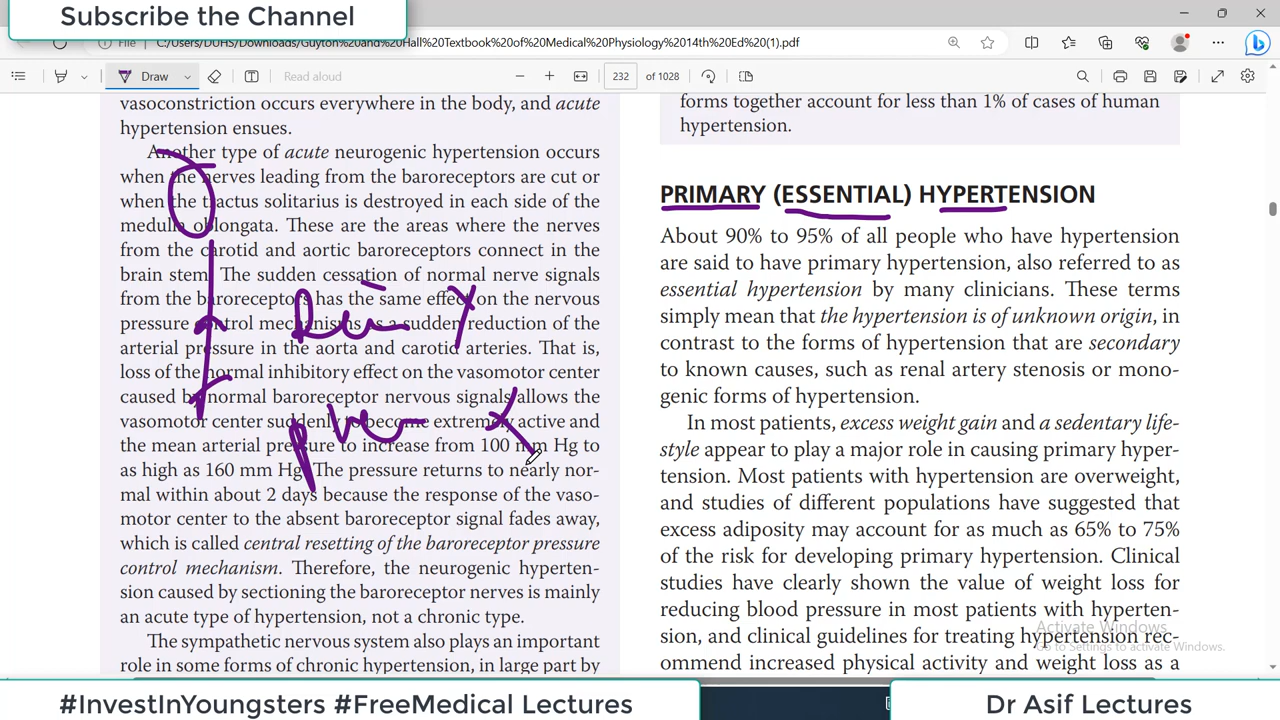 Subscribe the Channel
File
C:/Users/DUHS/Downloads/Guyton%20and%20Hall%20Textbook%20of%20Medical%20Physiology%2014th%20Ed%20(1).pdf
Draw
Read aloud
232 of 1028
vasoconstriction occurs everywhere in the body, and acute
hypertension ensues.
Another type of acute neurogenic hypertension occurs
when the nerves leading from the baroreceptors are cut or
when the tractus solitarius is destroyed in each side of the
medulla oblongata. These are the areas where the nerves
from the carotid and aortic baroreceptors connect in the
brain stem. The sudden cessation of normal nerve signals
from the baroreceptors has the same effect on the nervous
pressure control mechanisms as a sudden reduction of the
arterial pressure in the aorta and carotid arteries. That is,
loss of the normal inhibitory effect on the vasomotor center
caused by normal baroreceptor nervous signals allows the
vasomotor center suddenly to become extremely active and
the mean arterial pressure to increase from 100 mm Hg to
as high as 160 mm Hg. The pressure returns to nearly nor-
mal within about 2 days because the response of the vaso-
motor center to the absent baroreceptor signal fades away,
which is called central resetting of the baroreceptor pressure
control mechanism. Therefore, the neurogenic hyperten-
sion caused by sectioning the baroreceptor nerves is mainly
an acute type of hypertension, not a chronic type.
The sympathetic nervous system also plays an important
role in some forms of chronic hypertension, in large part by
forms together account for less than 1% of cases of human
hypertension.
PRIMARY (ESSENTIAL) HYPERTENSION
About 90% to 95% of all people who have hypertension
are said to have primary hypertension, also referred to as
essential hypertension by many clinicians. These terms
simply mean that the hypertension is of unknown origin, in
contrast to the forms of hypertension that are secondary
to known causes, such as renal artery stenosis or mono-
genic forms of hypertension.
In most patients, excess weight gain and a sedentary life-
style appear to play a major role in causing primary hyper-
tension. Most patients with hypertension are overweight,
and studies of different populations have suggested that
excess adiposity may account for as much as 65% to 75%
of the risk for developing primary hypertension. Clinical
studies have clearly shown the value of weight loss for
reducing blood pressure in most patients with hyperten-
sion, and clinical guidelines for treating hypertension rec-
ommend increased physical activity and weight loss as a
Activate Windows
Go to Settings to activate Windows.
#InvestInYoungsters #FreeMedical Lectures
Dr Asif Lectures